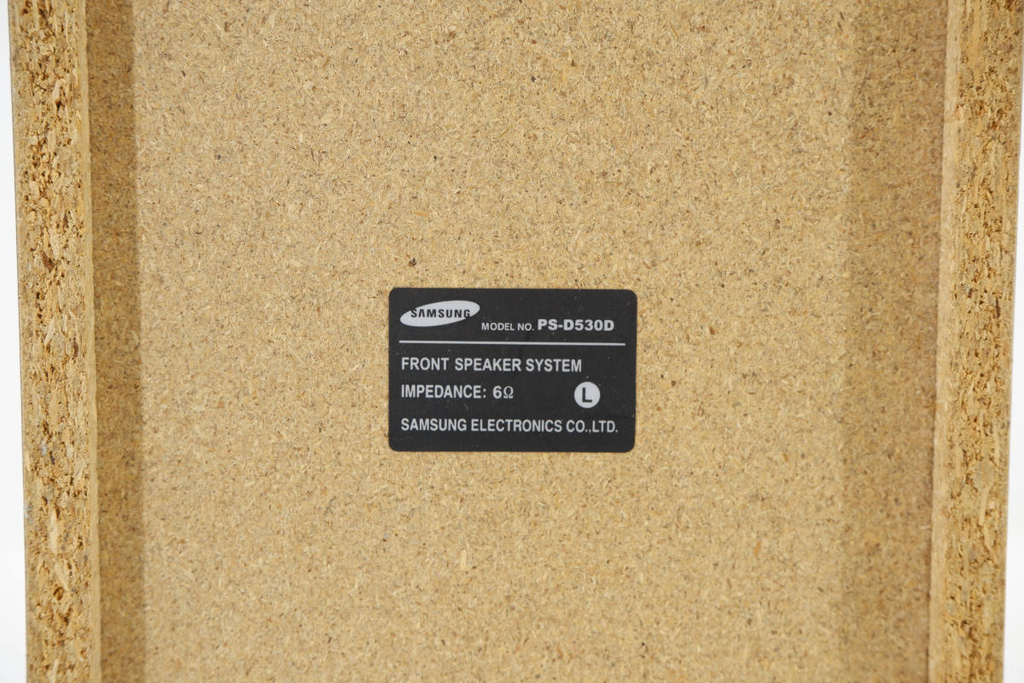 SAMSUNG
MODEL NO. PS-D530D
FRONT SPEAKER SYSTEM
IMPEDANCE: 6Ω
L
SAMSUNG ELECTRONICS CO.,LTD.